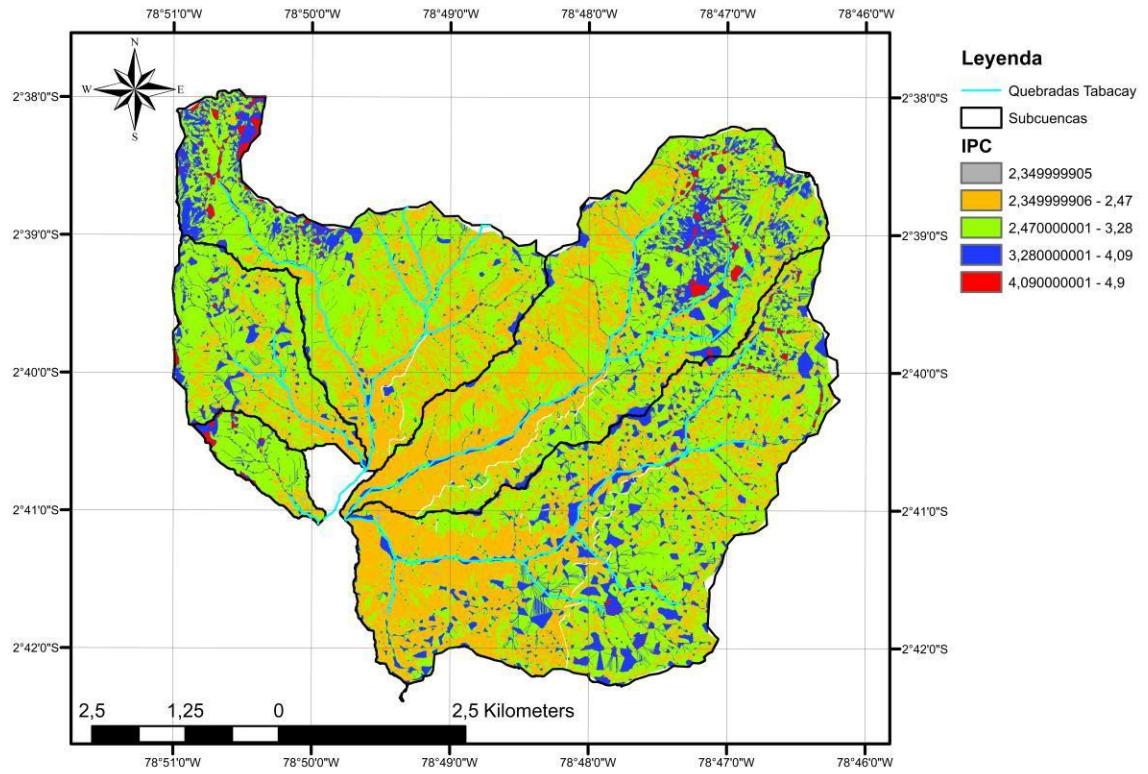 78°51'0"W 78°50'0"W 78°49'0"W 78°48'0"W 78°47'0"W 78°46'0"W
N
W E
S
2°38'0"S 2°38'0"S
2°39'0"S 2°39'0"S
2°40'0"S 2°40'0"S
2°41'0"S 2°41'0"S
2°42'0"S 2°42'0"S
2,5 1,25 0 2,5 Kilometers
78°51'0"W 78°50'0"W 78°49'0"W 78°48'0"W 78°47'0"W 78°46'0"W
Leyenda
Quebradas Tabacay
Subcuencas
IPC
2,349999905
2,349999906 - 2,47
2,470000001 - 3,28
3,280000001 - 4,09
4,090000001 - 4,9